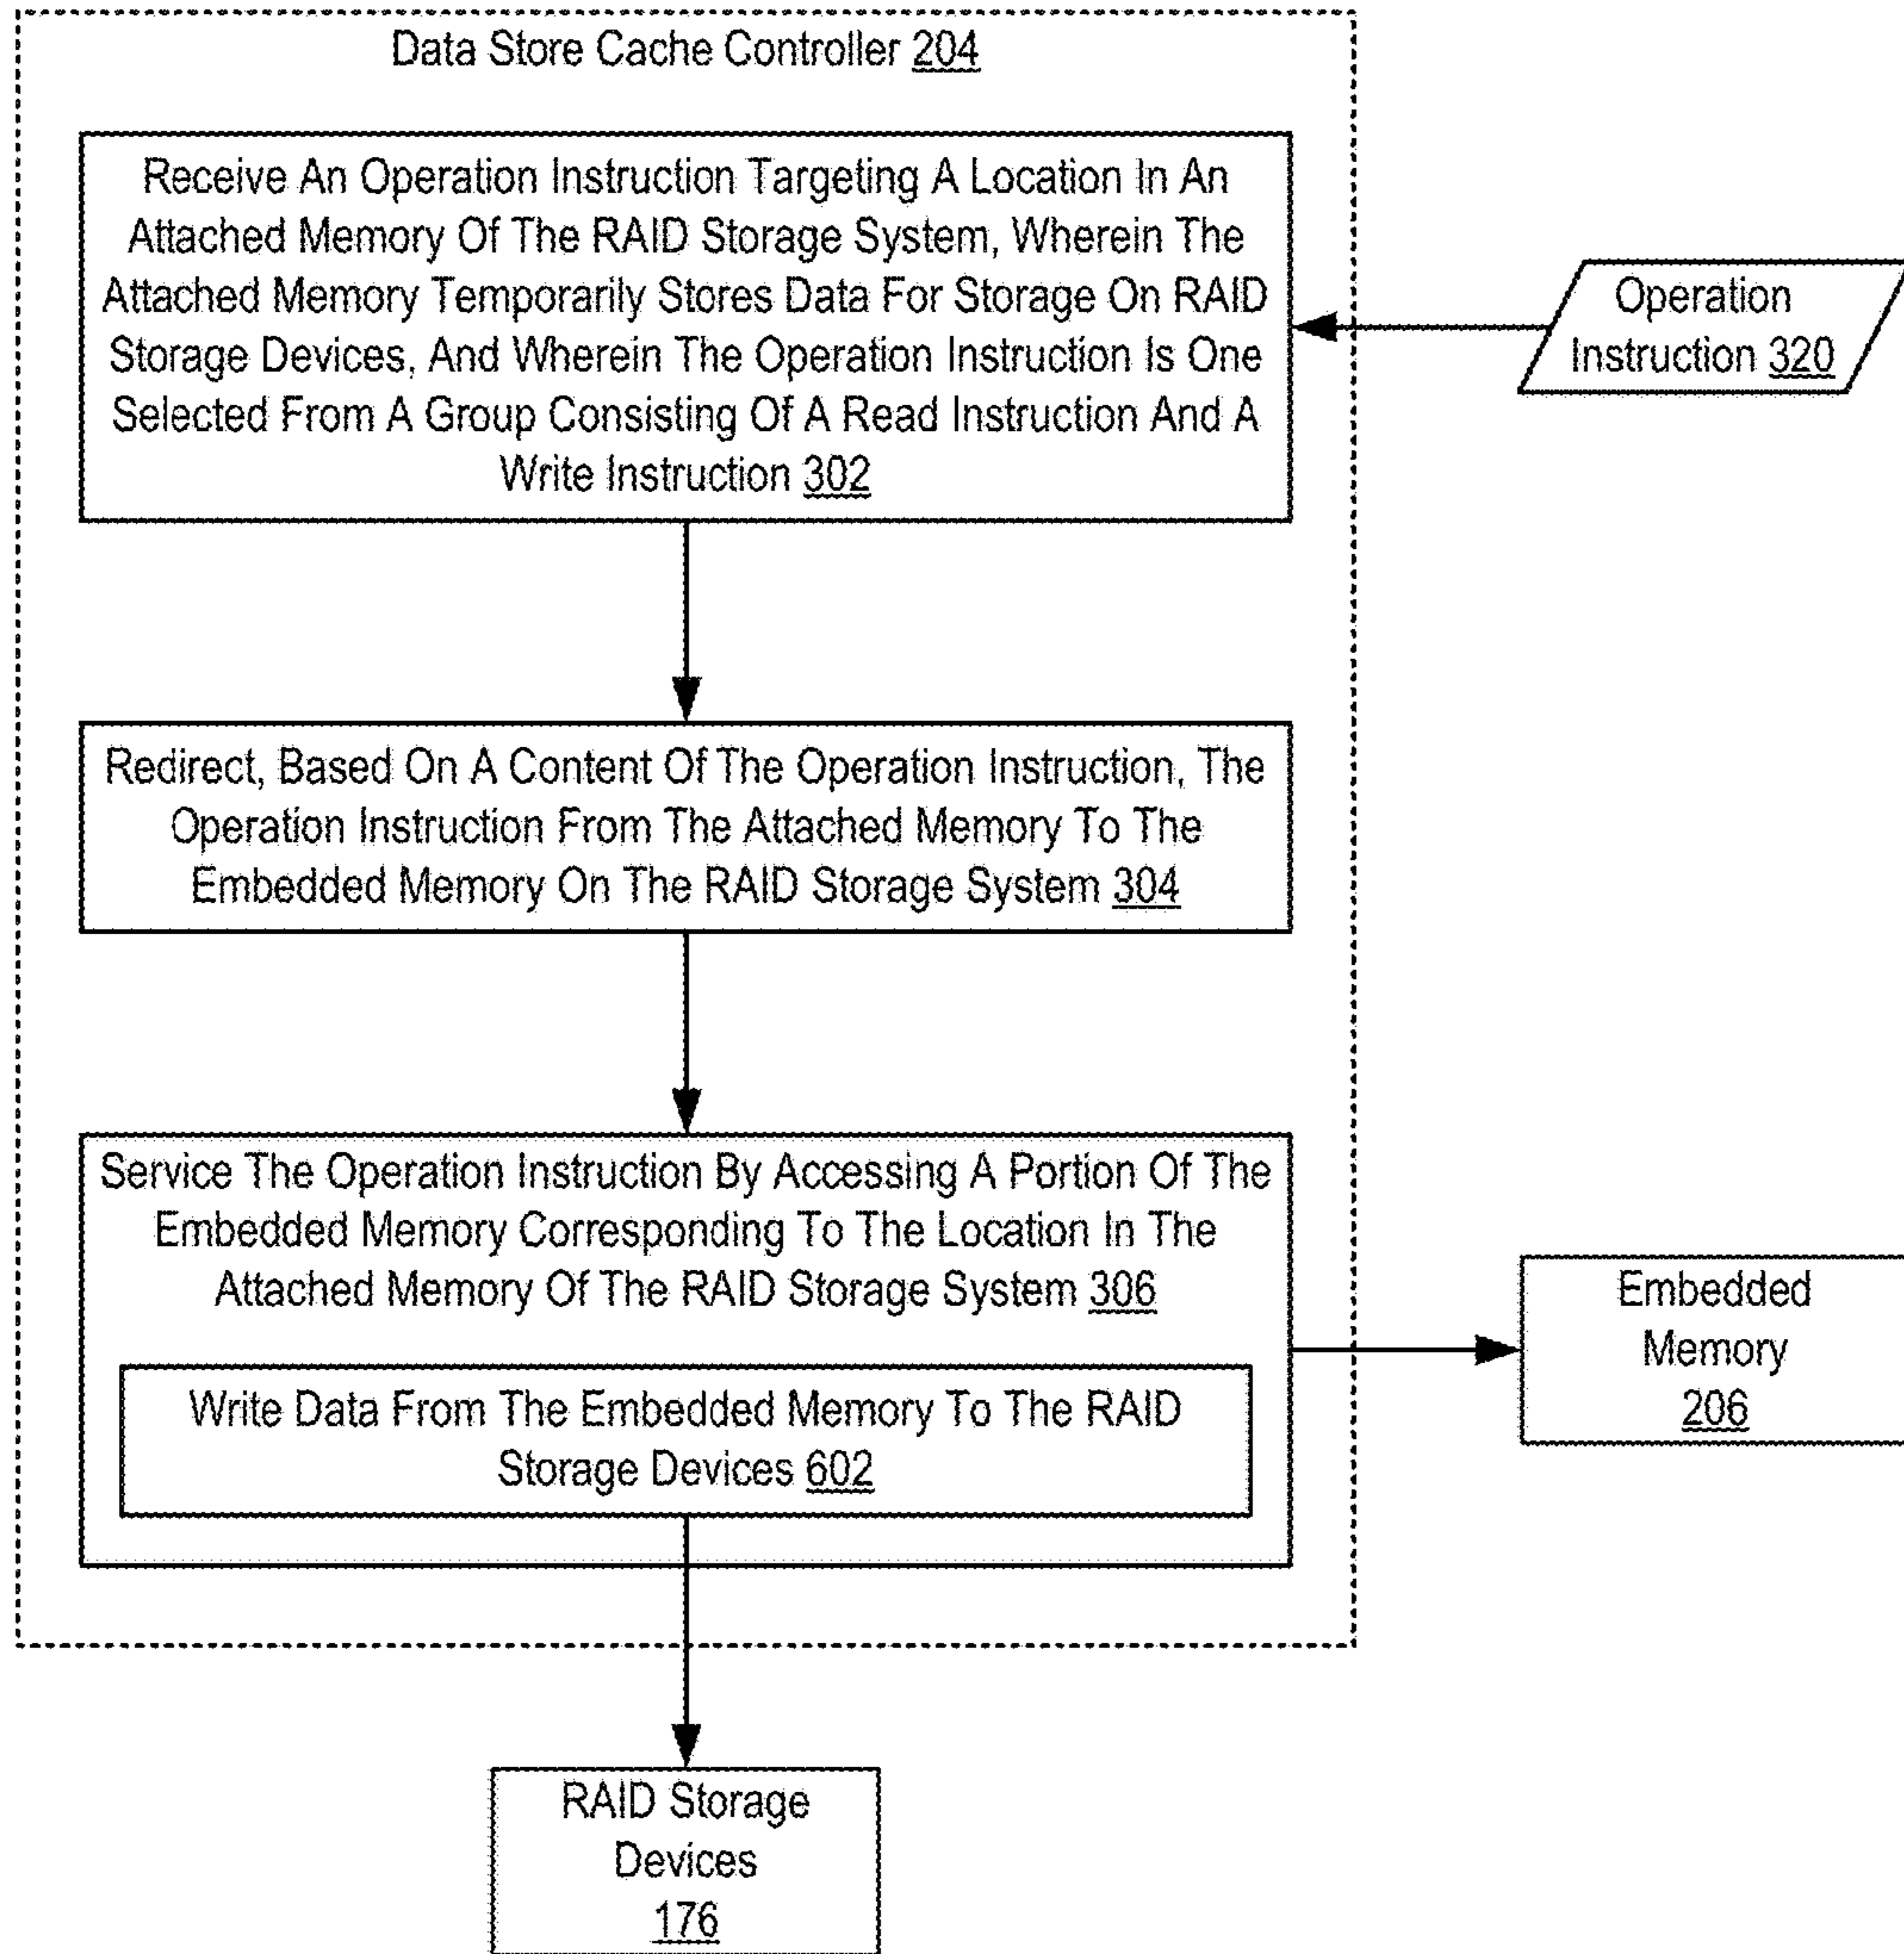 Data Store Cache Controller 204
Receive An Operation Instruction Targeting A Location In An
Attached Memory Of The RAID Storage System, Wherein The
Attached Memory Temporarily Stores Data For Storage On RAID
Storage Devices, And Wherein The Operation Instruction Is One
Selected From A Group Consisting Of A Read Instruction And A
Write Instruction 302
Operation
Instruction 320
Redirect, Based On A Content Of The Operation Instruction, The
Operation Instruction From The Attached Memory To The
Embedded Memory On The RAID Storage System 304
Service The Operation Instruction By Accessing A Portion Of The
Embedded Memory Corresponding To The Location In The
Attached Memory Of The RAID Storage System 306
Write Data From The Embedded Memory To The RAID
Storage Devices 602
Embedded
Memory
206
RAID Storage
Devices
176